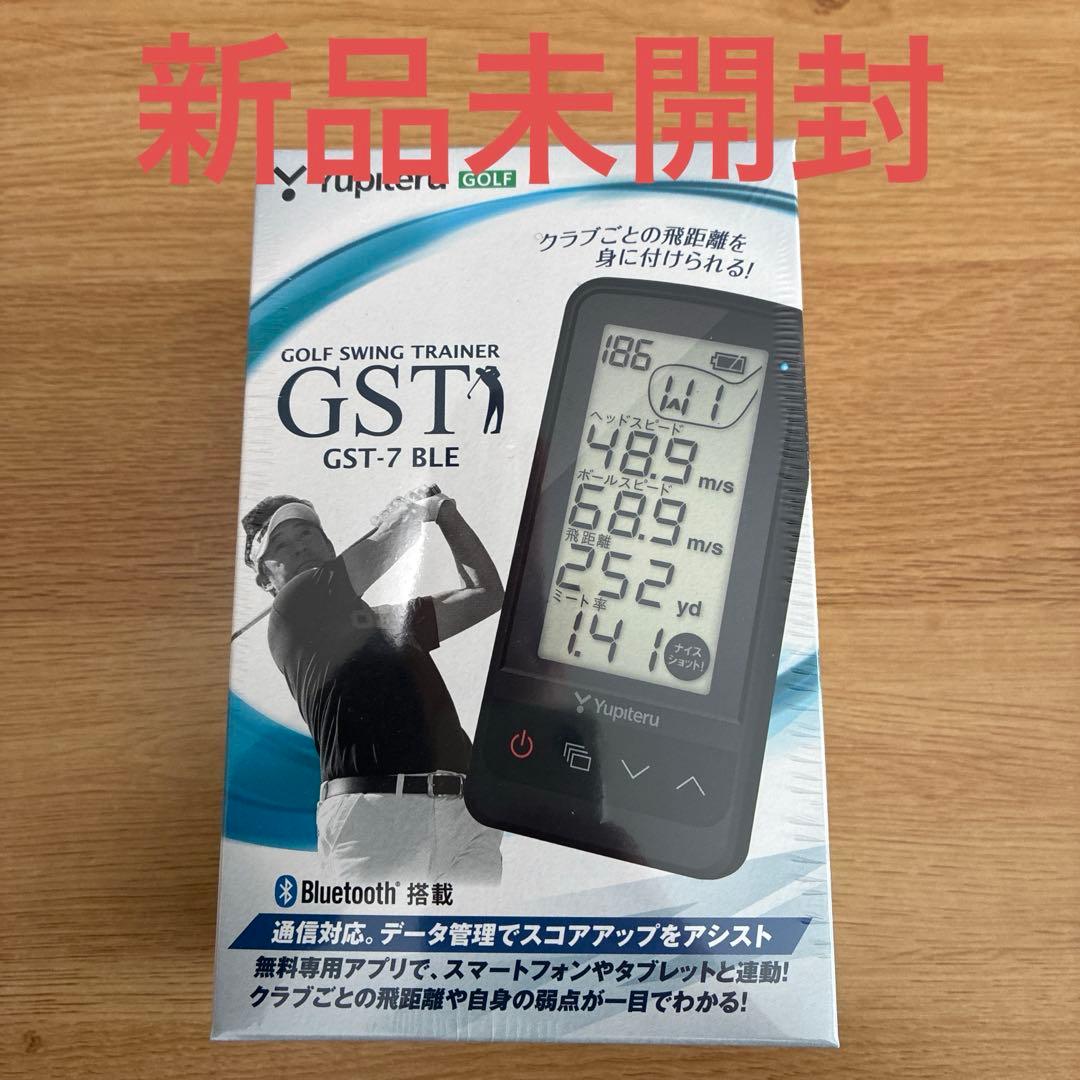 新品未開封
Yupiteru GOLF
クラブごとの飛距離を
身に付けられる!
GOLF SWING TRAINER
GST
GST-7 BLE
186
W1
ヘッドスピード
48.9 m/s
ボールスピード
68.9 m/s
飛距離
252 yd
ミート率
1.41
ナイス
ショット!
Yupiteru
Bluetooth® 搭載
通信対応。データ管理でスコアアップをアシスト
無料専用アプリで、スマートフォンやタブレットと連動!
クラブごとの飛距離や自身の弱点が一目でわかる!